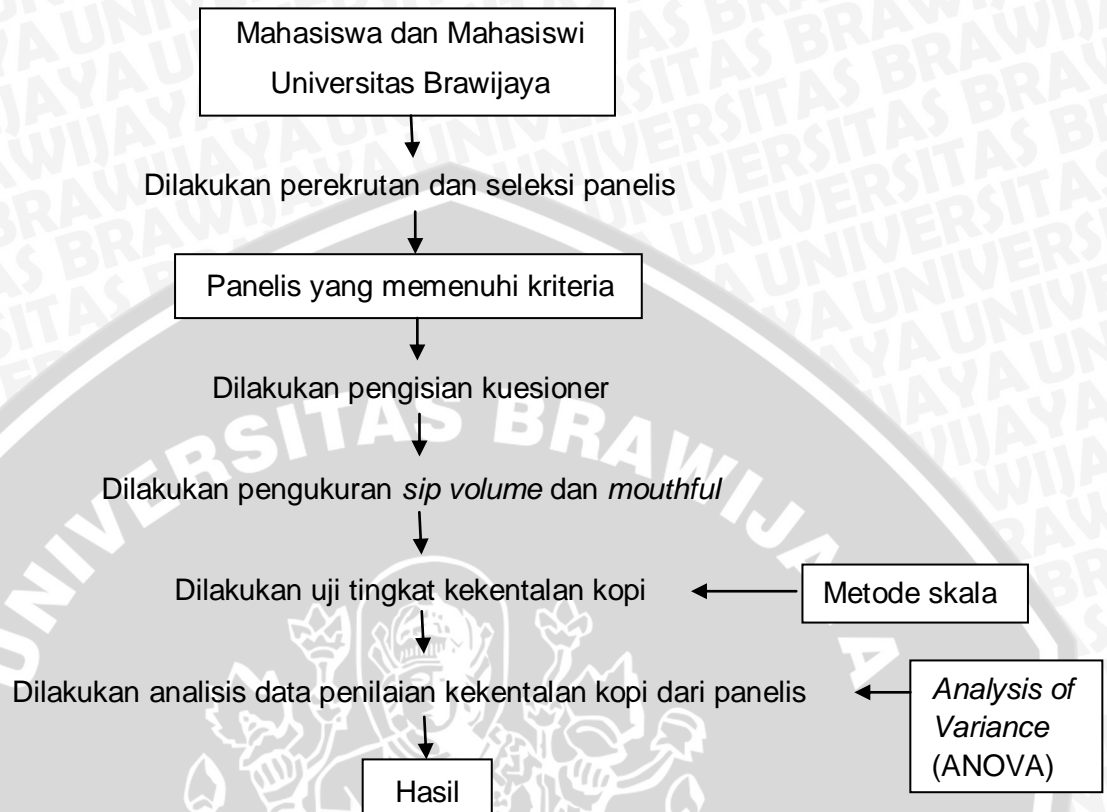 Mahasiswa dan Mahasiswi
Universitas Brawijaya
Dilakukan perekrutan dan seleksi panelis
Panelis yang memenuhi kriteria
Dilakukan pengisian kuesioner
UNIVERSITAS BRAWIJAYA
Dilakukan pengukuran sip volume dan mouthful
Dilakukan uji tingkat kekentalan kopi
Metode skala
Dilakukan analisis data penilaian kekentalan kopi dari panelis
Analysis of
Variance
(ANOVA)
Hasil